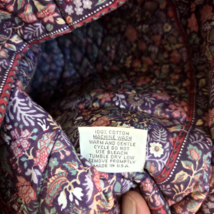 100% COTTON
MACHINE WASH
WARM AND GENTLE
CYCLE DO NOT
USE BLEACH
TUMBLE DRY LOW
REMOVE PROMPTLY
MADE IN U.S.A.